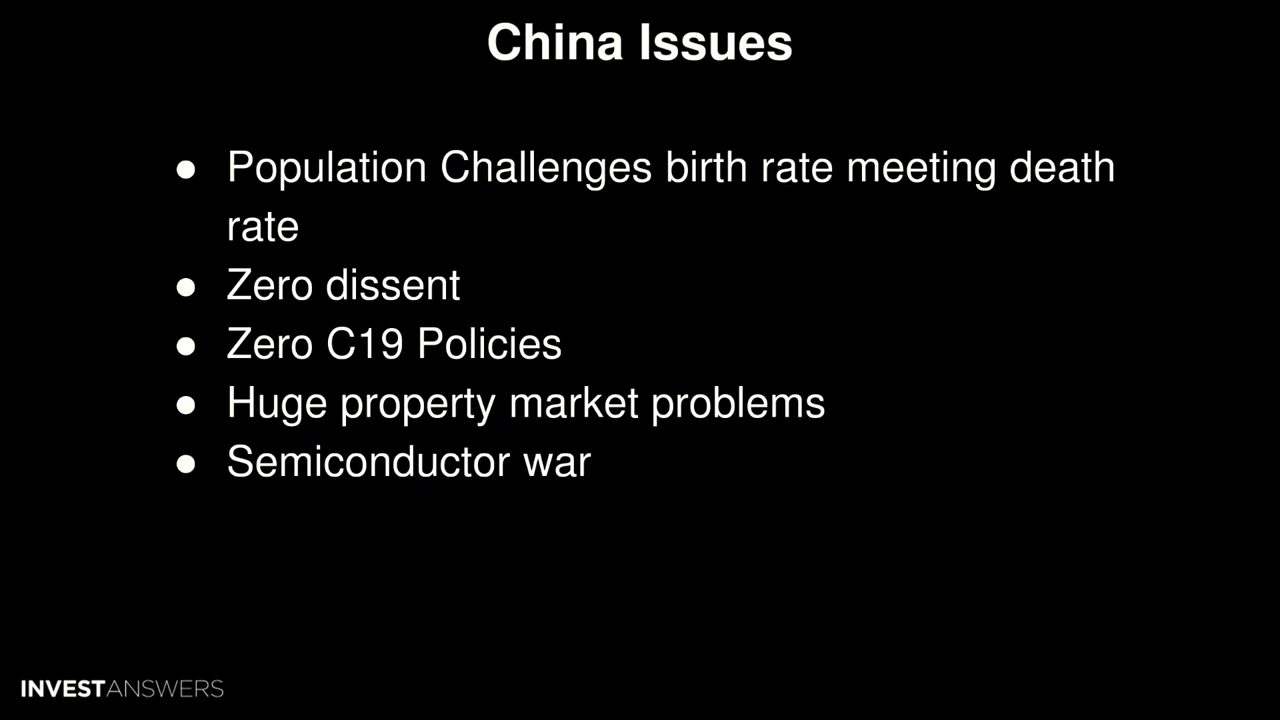 China Issues
● Population Challenges birth rate meeting death
rate
● Zero dissent
● Zero C19 Policies
● Huge property market problems
● Semiconductor war
INVESTANSWERS